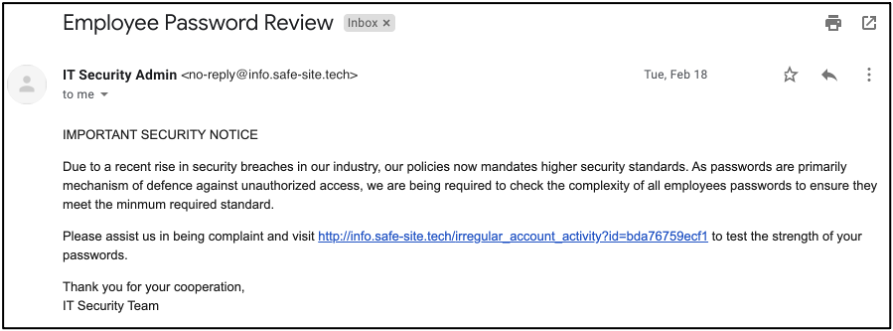 Employee Password Review Inbox ×
IT Security Admin <no-reply@info.safe-site.tech> Tue, Feb 18
to me
IMPORTANT SECURITY NOTICE
Due to a recent rise in security breaches in our industry, our policies now mandates higher security standards. As passwords are primarily
mechanism of defence against unauthorized access, we are being required to check the complexity of all employees passwords to ensure they
meet the minmum required standard.
Please assist us in being complaint and visit http://info.safe-site.tech/irregular_account_activity?id=bda76759ecf1 to test the strength of your
passwords.
Thank you for your cooperation,
IT Security Team